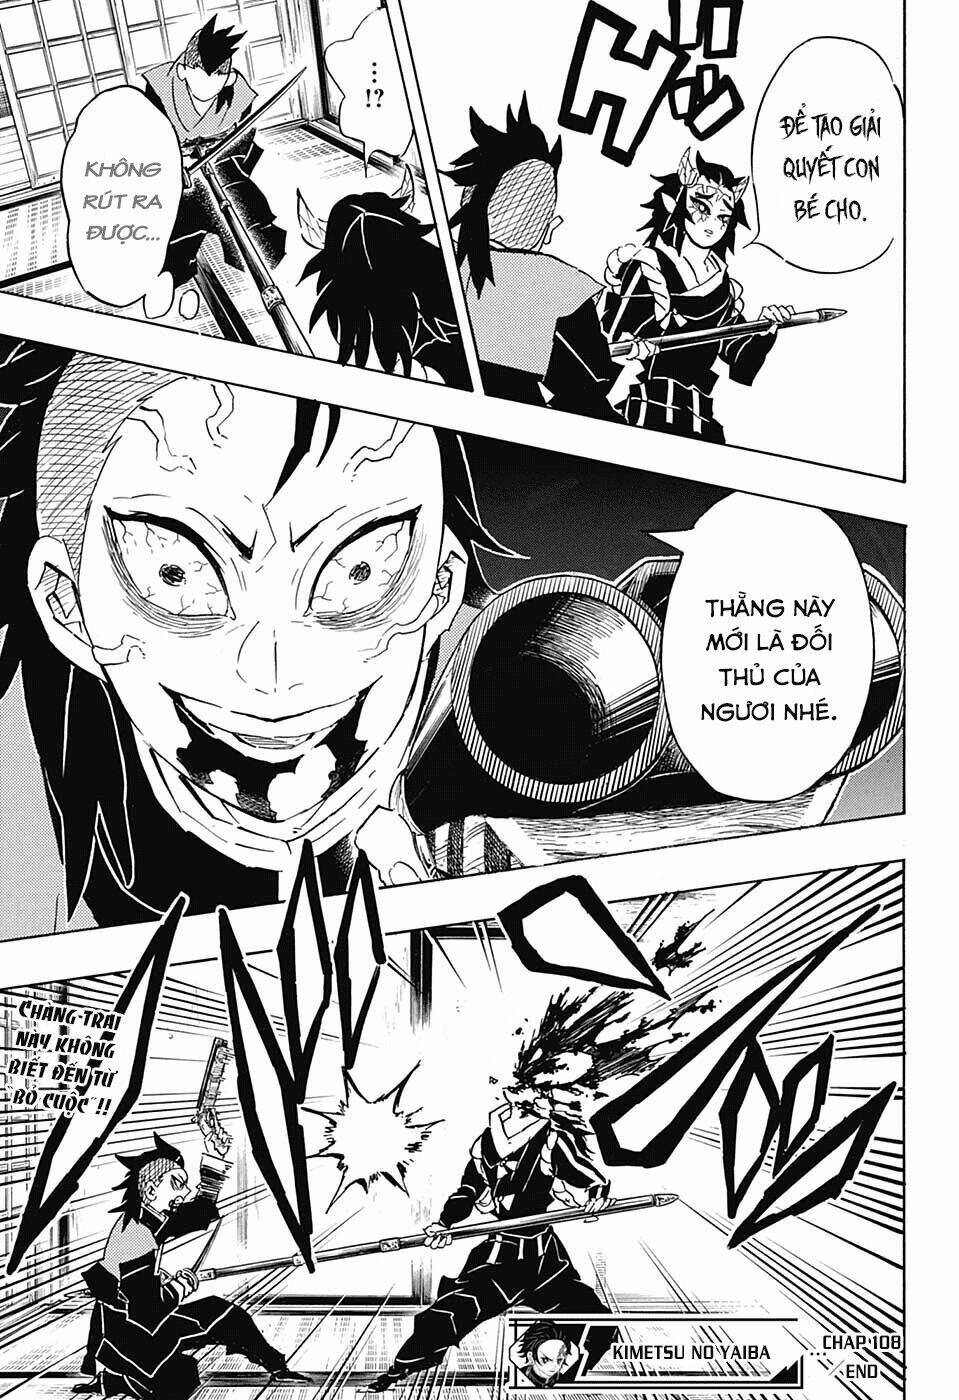 ĐỂ TAO GIẢI
QUYẾT CON
BÉ CHO.
…!?
KHÔNG
RÚT RA
ĐƯỢC...
THẰNG NÀY
MỚI LÀ ĐỐI
THỦ CỦA
NGƯƠI NHÉ.
CHÀNG TRAI
NÀY KHÔNG
BIẾT ĐẾN TỪ
"BỎ CUỘC"!!
KIMETSU NO YAIBA
... CHAP 108
END